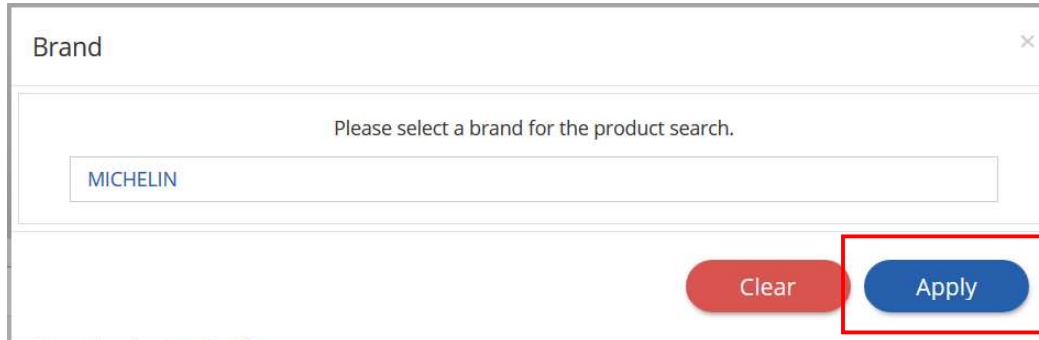 Brand
×
Please select a brand for the product search.
MICHELIN
Clear
Apply